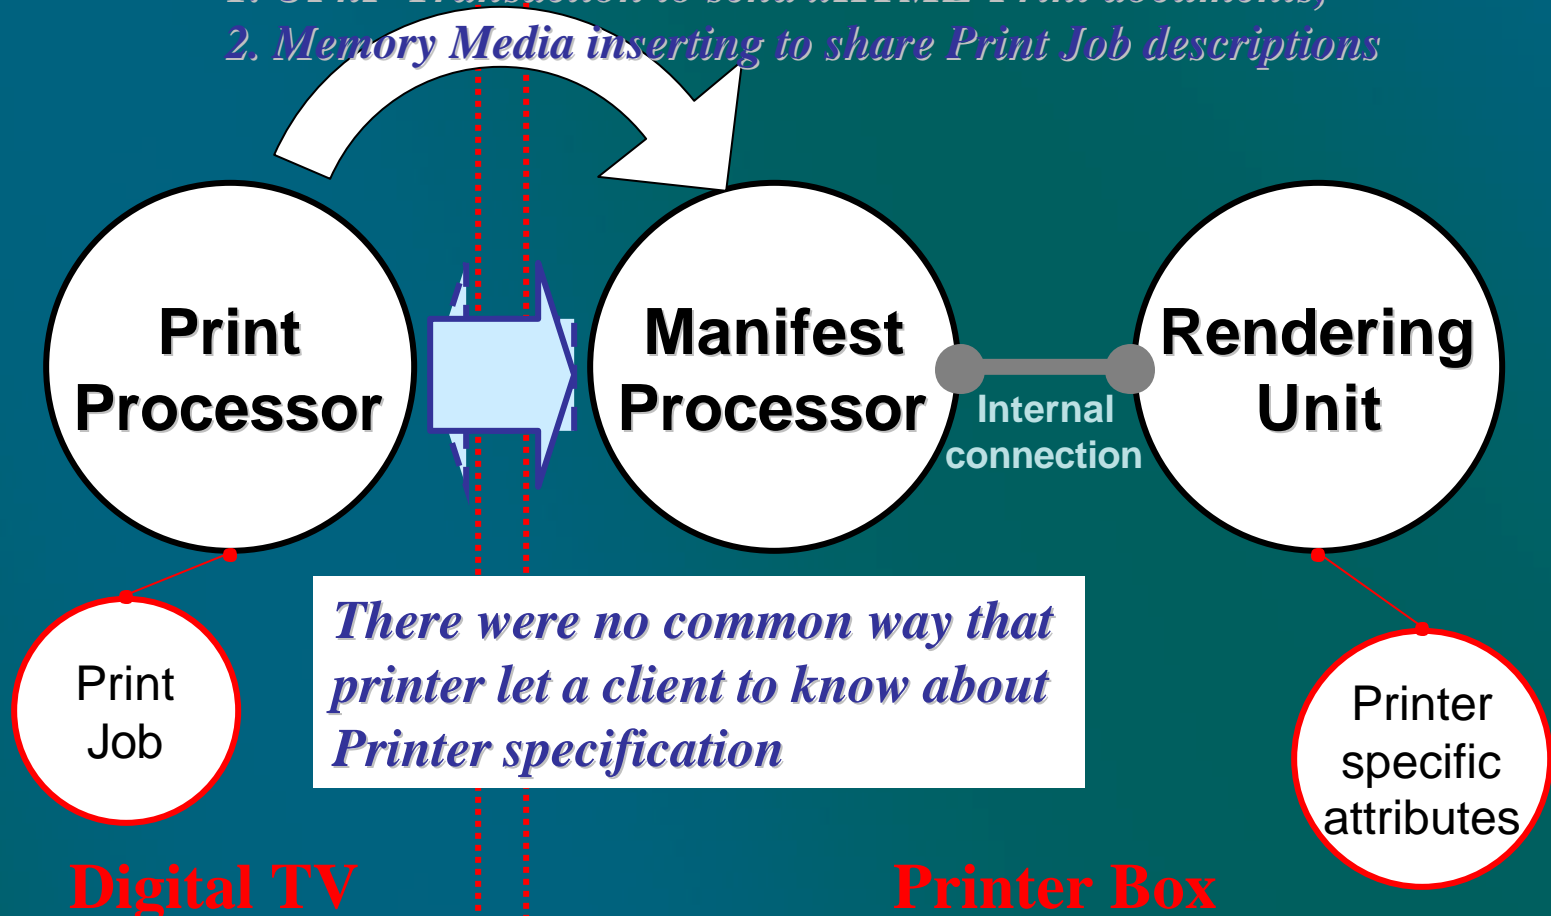 to send
2. Memory Media inserting to share Print Job descriptions
Print
Processor
Manifest
Processor
Rendering
Unit
Internal
connection
There were no common way that
printer let a client to know about
Printer specification
Print
Job
Printer
specific
attributes
Digital TV
Printer Box